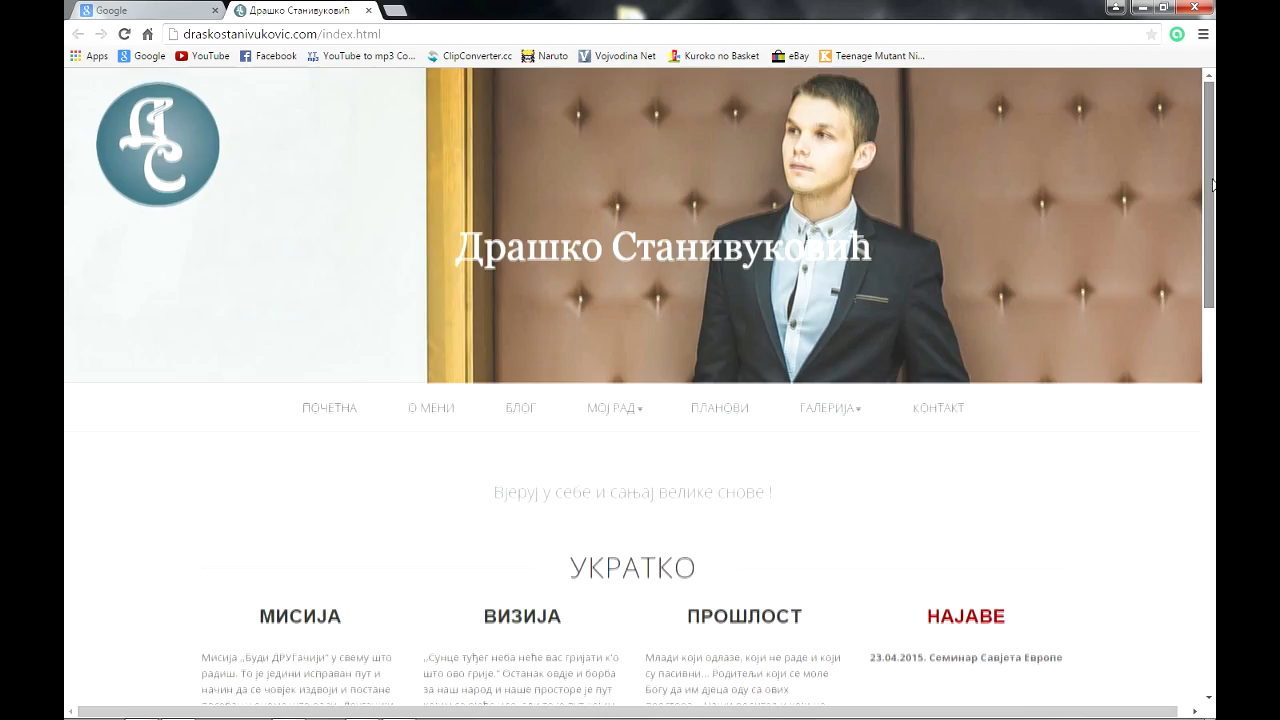 Google
Драшко Станивуковић
draskostanivukovic.com/index.html
Apps Google YouTube Facebook YouTube to mp3 Co... ClipConverter.cc Naruto Vojvodina Net Kuroko no Basket eBay Teenage Mutant Ni...
ДС
Драшко Станивуковић
ПОЧЕТНА О МЕНИ БЛОГ МОЈ РАД ПЛАНОВИ ГАЛЕРИЈА КОНТАКТ
Вјеруј у себе и сањај велике снове !
УКРАТКО
МИСИЈА ВИЗИЈА ПРОШЛОСТ НАЈАВЕ
Мисија ,,Буди ДРУГачији" у свему што
радиш. То је једини исправан пут и
начин да се човјек издвоји и постане
,,Сунце туђег неба неће вас гријати к'о
што ово грије." Останак овдје и борба
за наш народ и наше просторе је пут
Млади који одлазе, који не раде и који
су пасивни... Родитељи који се моле
Богу да им дјеца оду са ових
23.04.2015. Семинар Савјета Европе